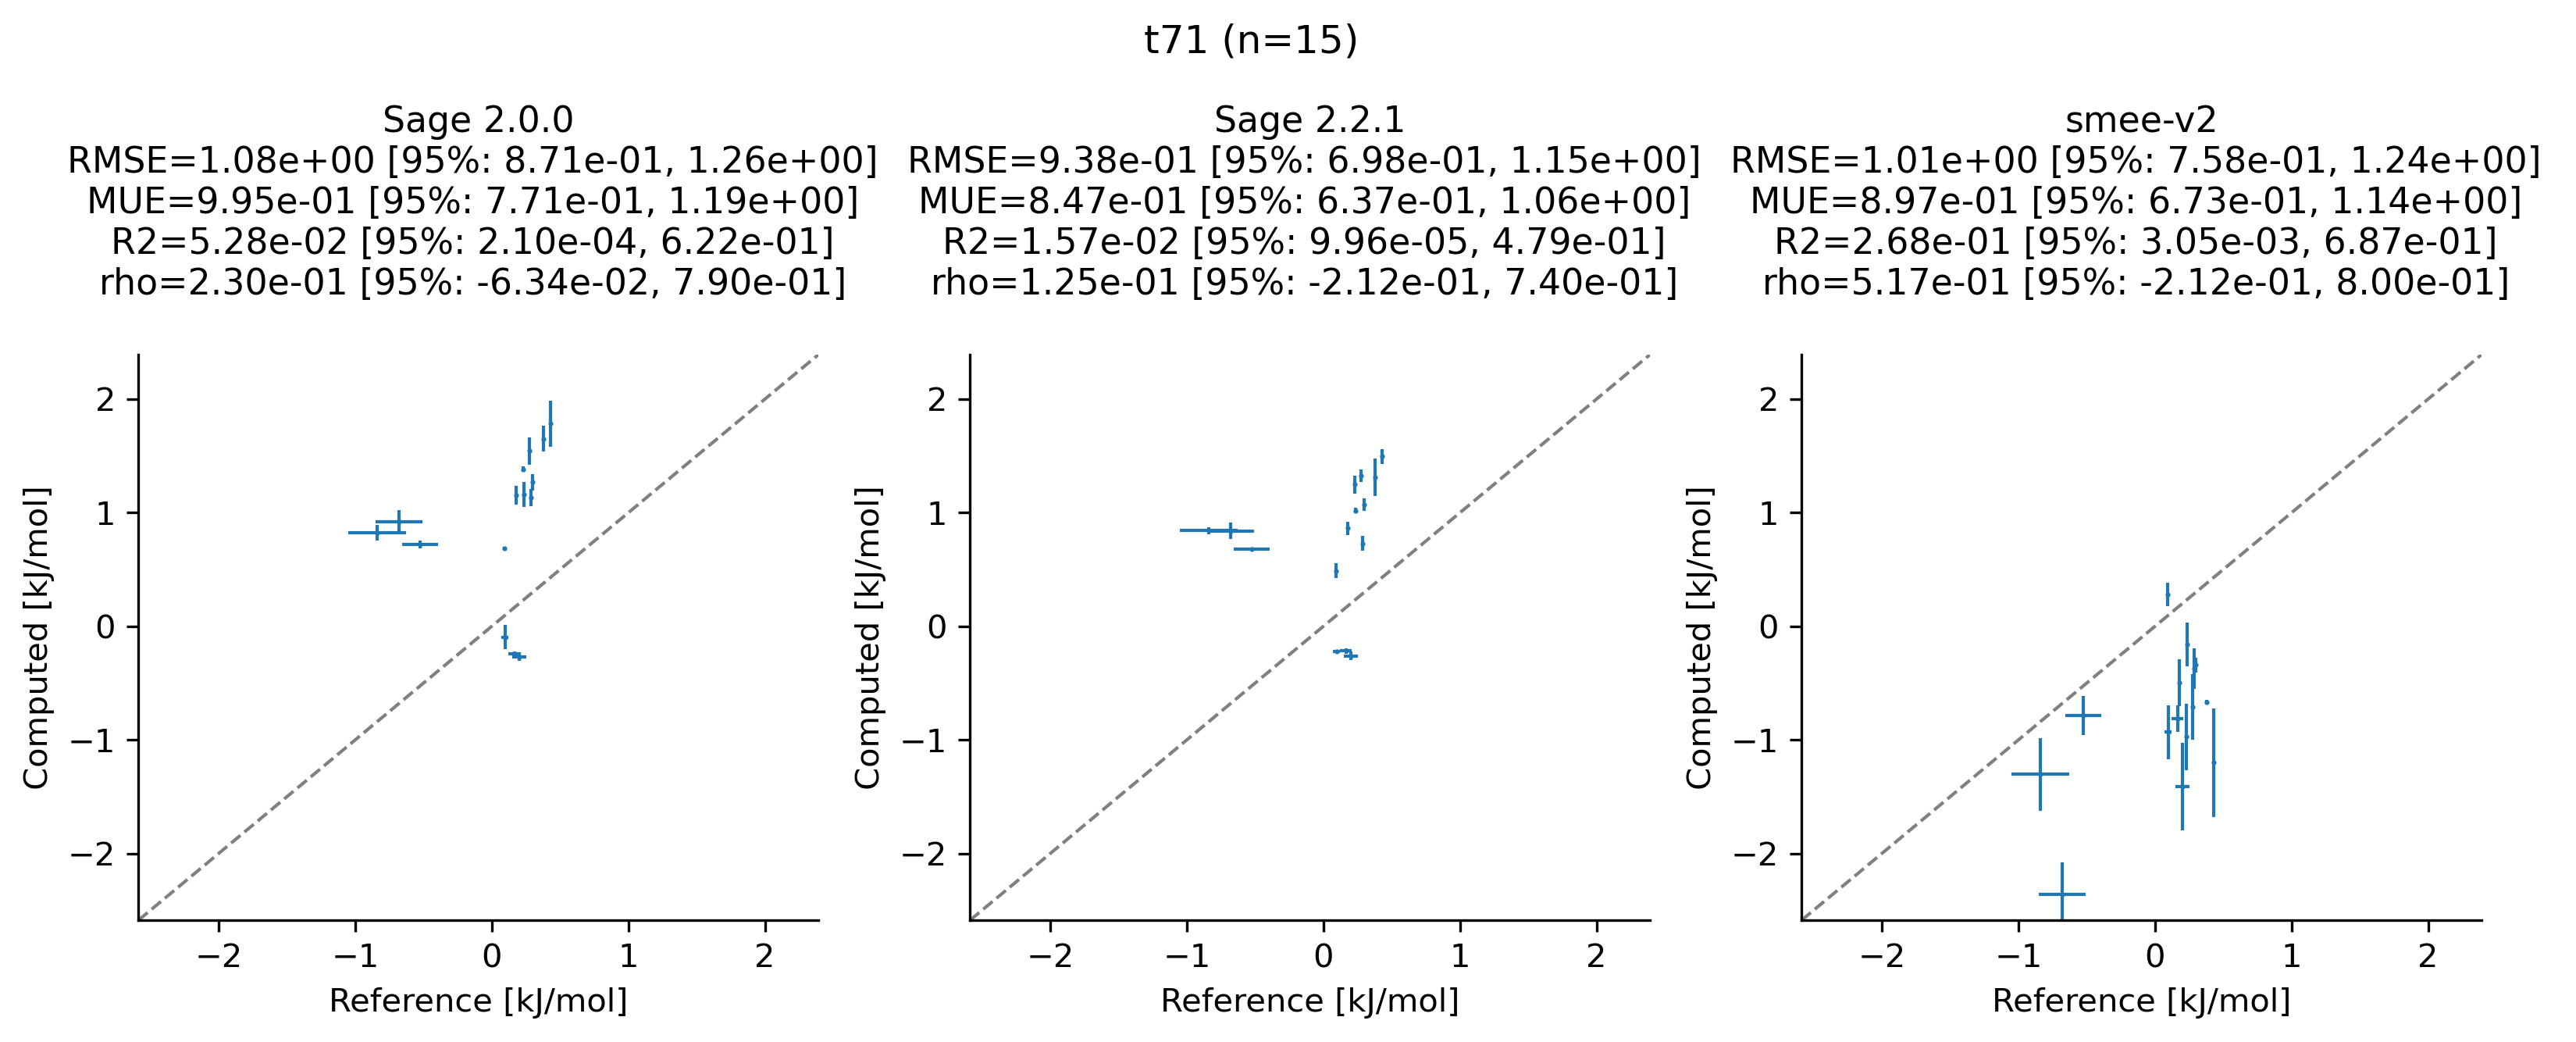 t71 (n=15)
Sage 2.0.0
RMSE=1.08e+00 [95%: 8.71e-01, 1.26e+00]
MUE=9.95e-01 [95%: 7.71e-01, 1.19e+00]
R2=5.28e-02 [95%: 2.10e-04, 6.22e-01]
rho=2.30e-01 [95%: -6.34e-02, 7.90e-01]
Computed [kJ/mol]
2
1
0
−1
−2
−2 −1 0 1 2
Reference [kJ/mol]
Sage 2.2.1
RMSE=9.38e-01 [95%: 6.98e-01, 1.15e+00]
MUE=8.47e-01 [95%: 6.37e-01, 1.06e+00]
R2=1.57e-02 [95%: 9.96e-05, 4.79e-01]
rho=1.25e-01 [95%: -2.12e-01, 7.40e-01]
Computed [kJ/mol]
2
1
0
−1
−2
−2 −1 0 1 2
Reference [kJ/mol]
smee-v2
RMSE=1.01e+00 [95%: 7.58e-01, 1.24e+00]
MUE=8.97e-01 [95%: 6.73e-01, 1.14e+00]
R2=2.68e-01 [95%: 3.05e-03, 6.87e-01]
rho=5.17e-01 [95%: -2.12e-01, 8.00e-01]
Computed [kJ/mol]
2
1
0
−1
−2
−2 −1 0 1 2
Reference [kJ/mol]